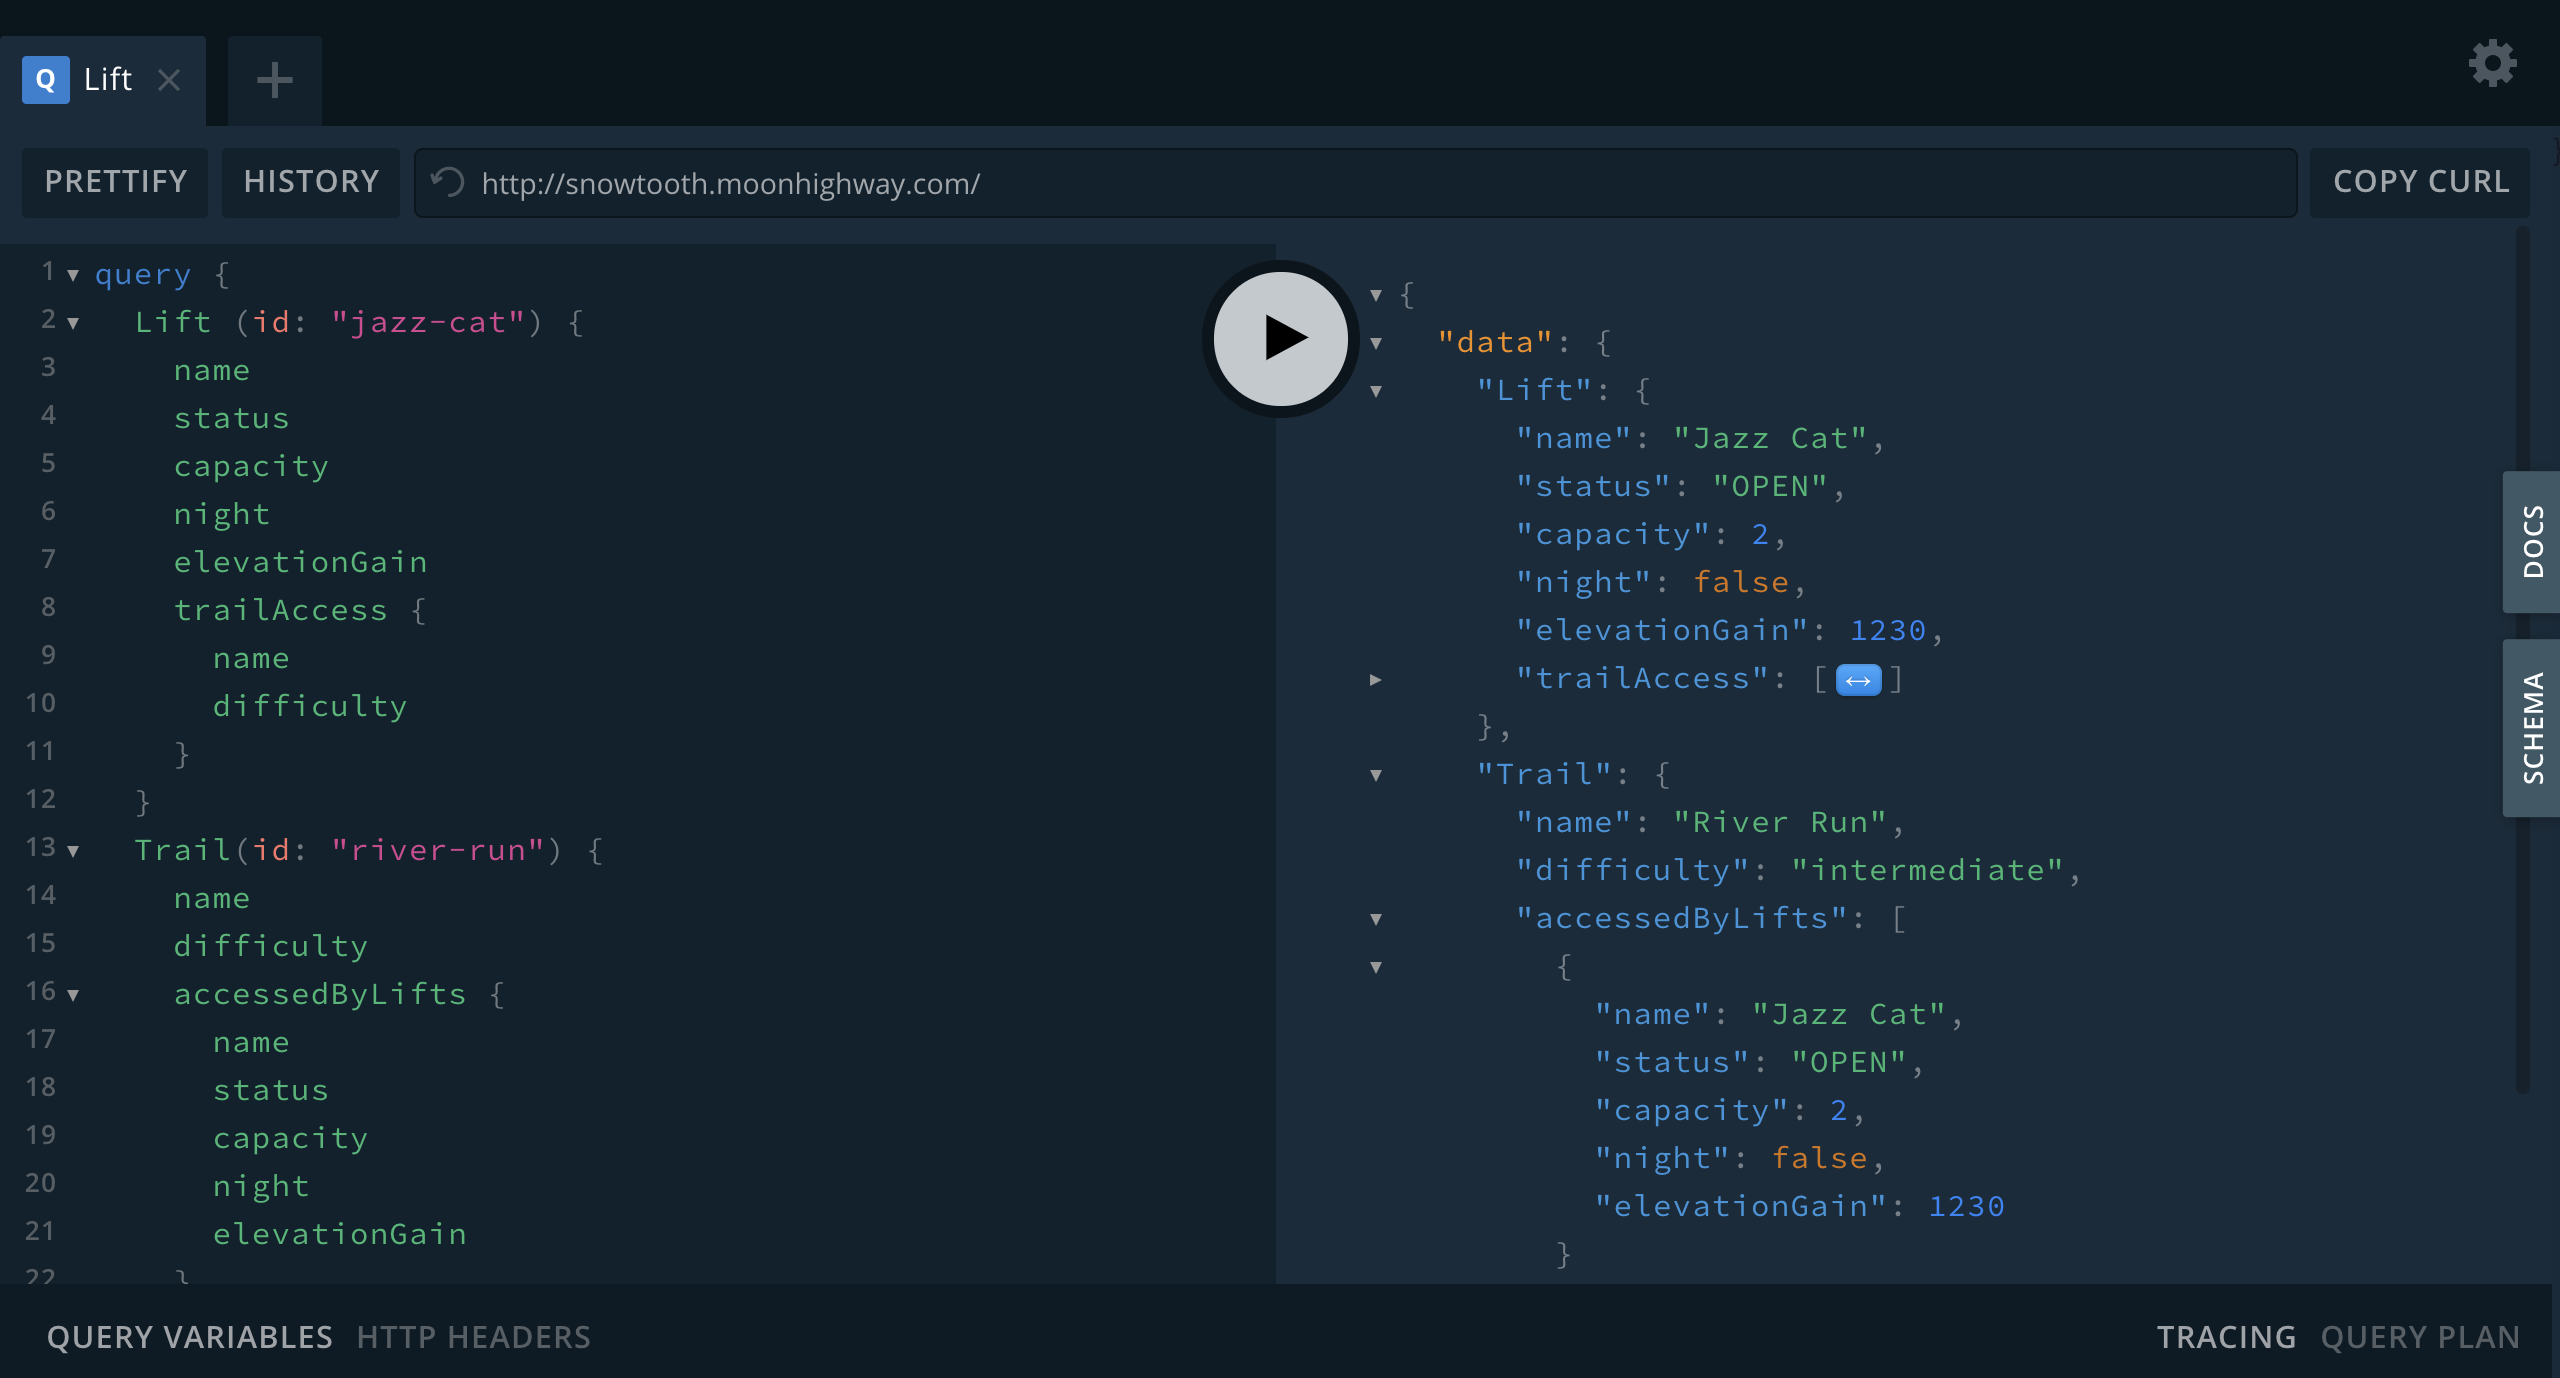 Q Lift
PRETTIFY HISTORY http://snowtooth.moonhighway.com/ COPY CURL
1 query {
2 Lift (id: "jazz-cat") {
3 name
4 status
5 capacity
6 night
7 elevationGain
8 trailAccess {
9 name
10 difficulty
11 }
12 }
13 Trail(id: "river-run") {
14 name
15 difficulty
16 accessedByLifts {
17 name
18 status
19 capacity
20 night
21 elevationGain
22 }
{
"data": {
"Lift": {
"name": "Jazz Cat",
"status": "OPEN",
"capacity": 2,
"night": false,
"elevationGain": 1230,
"trailAccess": [↔]
},
"Trail": {
"name": "River Run",
"difficulty": "intermediate",
"accessedByLifts": [
{
"name": "Jazz Cat",
"status": "OPEN",
"capacity": 2,
"night": false,
"elevationGain": 1230
}
DOCS
SCHEMA
QUERY VARIABLES HTTP HEADERS TRACING QUERY PLAN